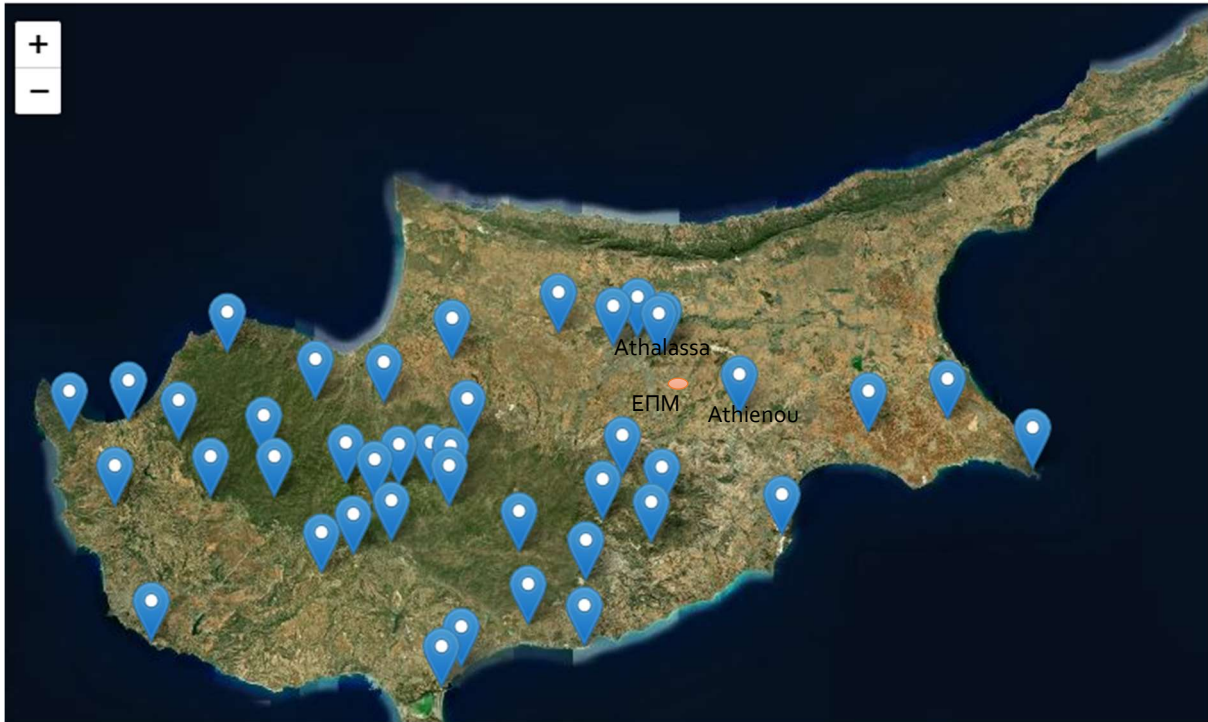 +
−
Athalassa
ΕΠΜ
Athienou